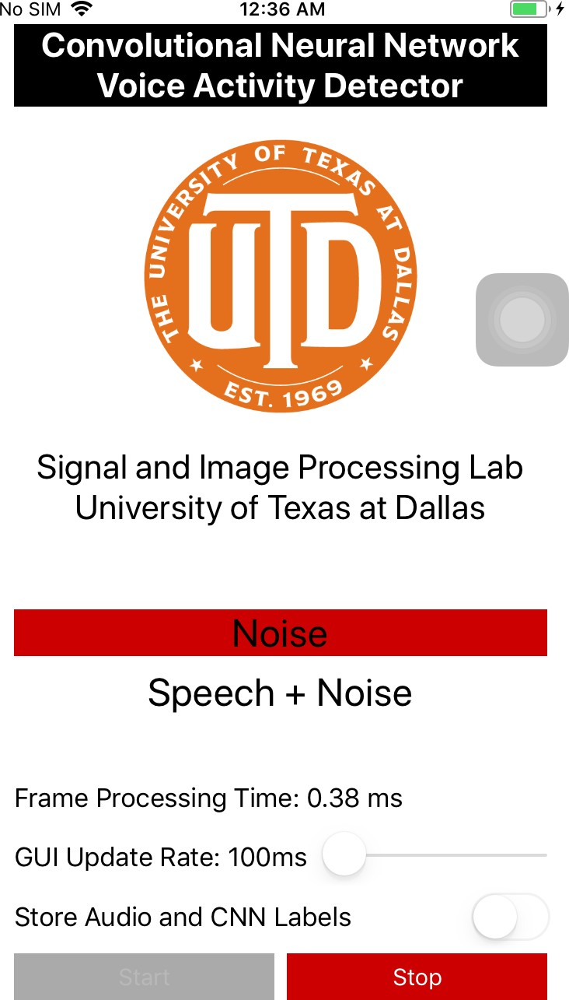 No SIM 12:36 AM
Convolutional Neural Network
Voice Activity Detector
THE UNIVERSITY OF TEXAS AT DALLAS
UTD
EST. 1969
Signal and Image Processing Lab
University of Texas at Dallas
Noise
Speech + Noise
Frame Processing Time: 0.38 ms
GUI Update Rate: 100ms
Store Audio and CNN Labels
Start Stop